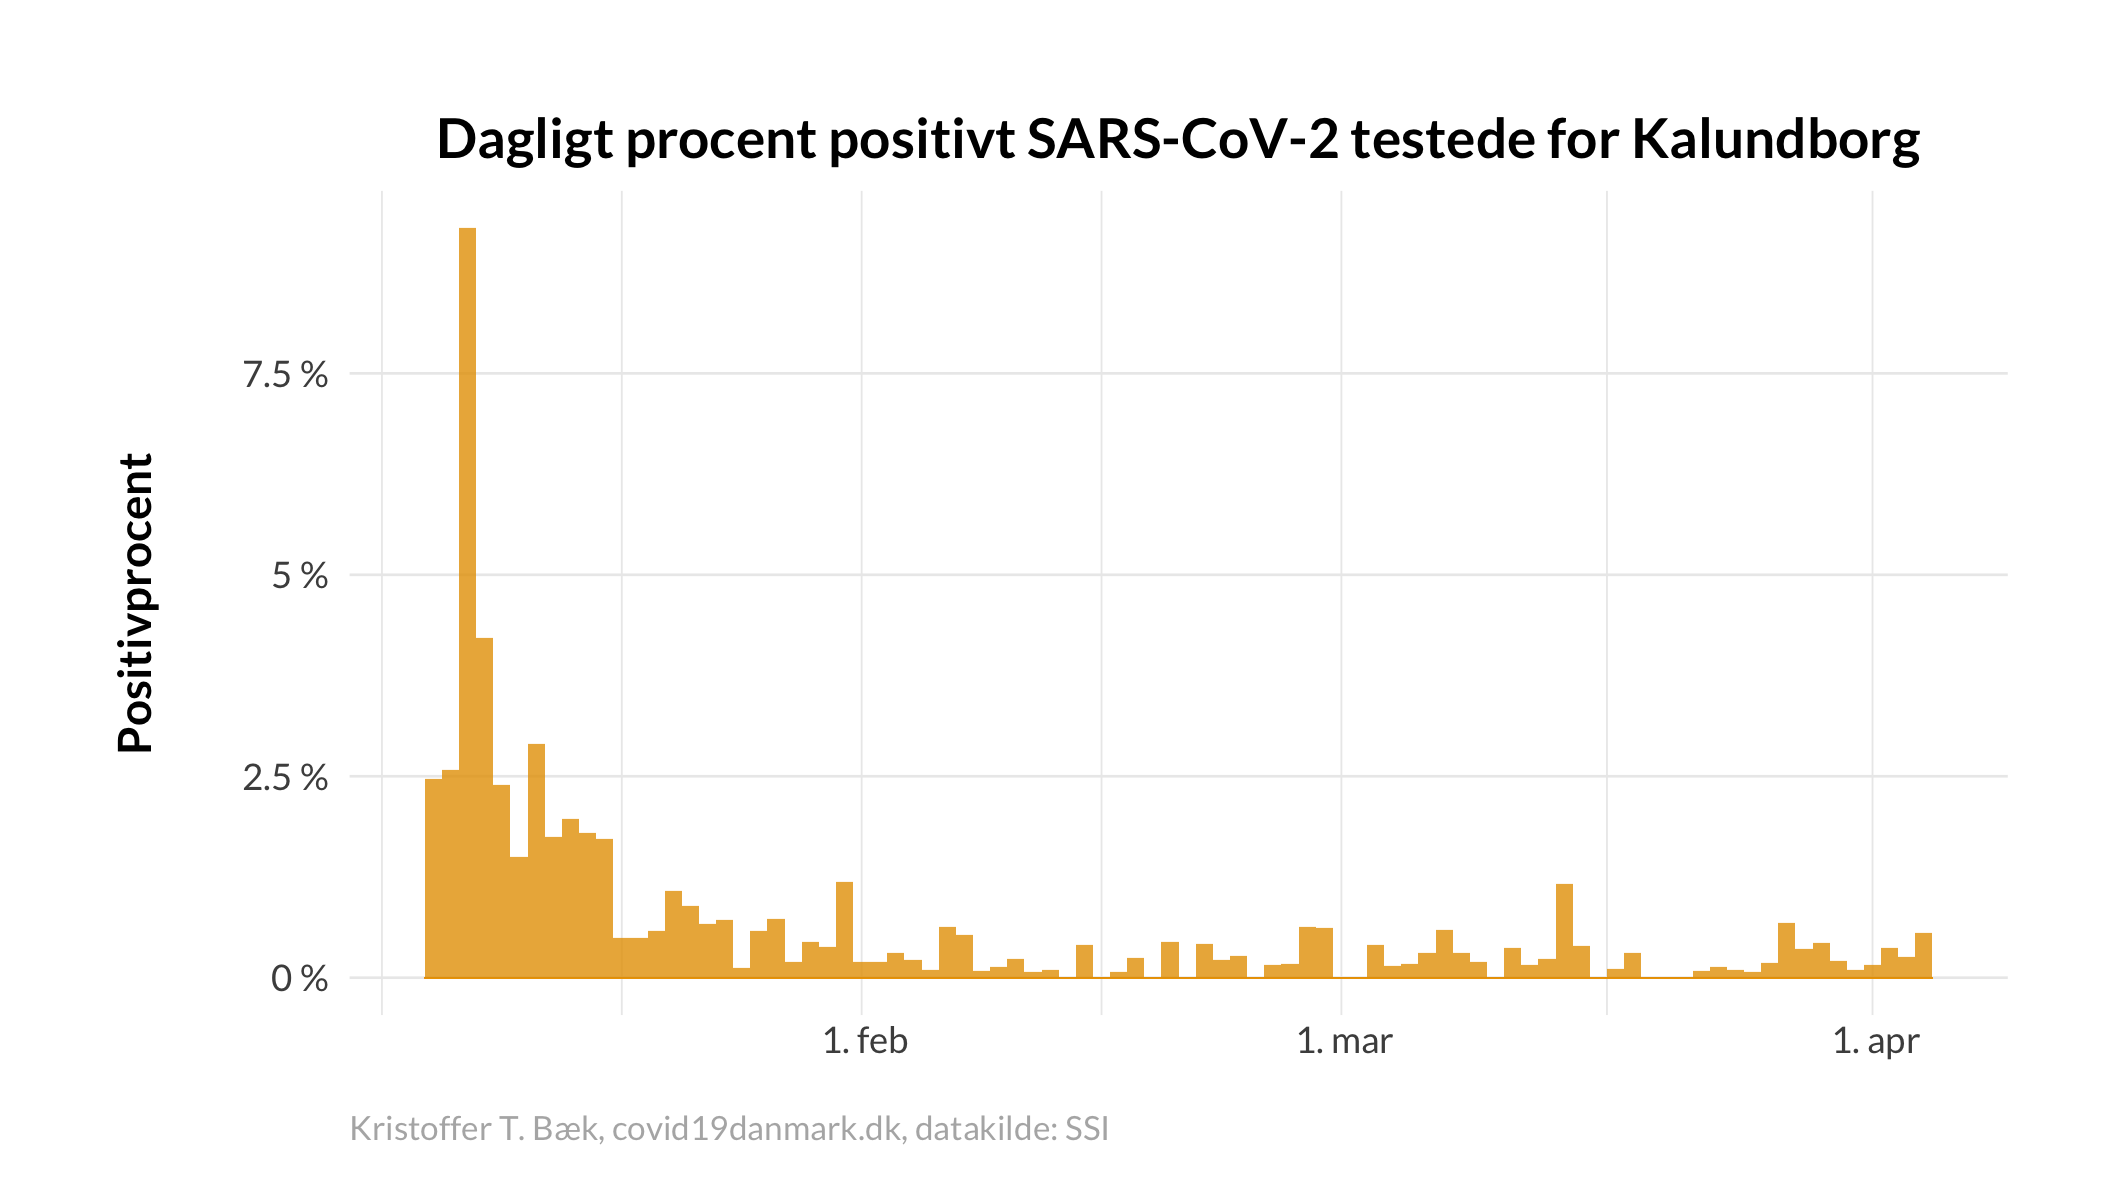 Dagligt procent positivt SARS-CoV-2 testede for Kalundborg
Positivprocent
7.5 %
5 %
2.5 %
0 %
1. feb
1. mar
1. apr
Kristoffer T. Bæk, covid19danmark.dk, datakilde: SSI